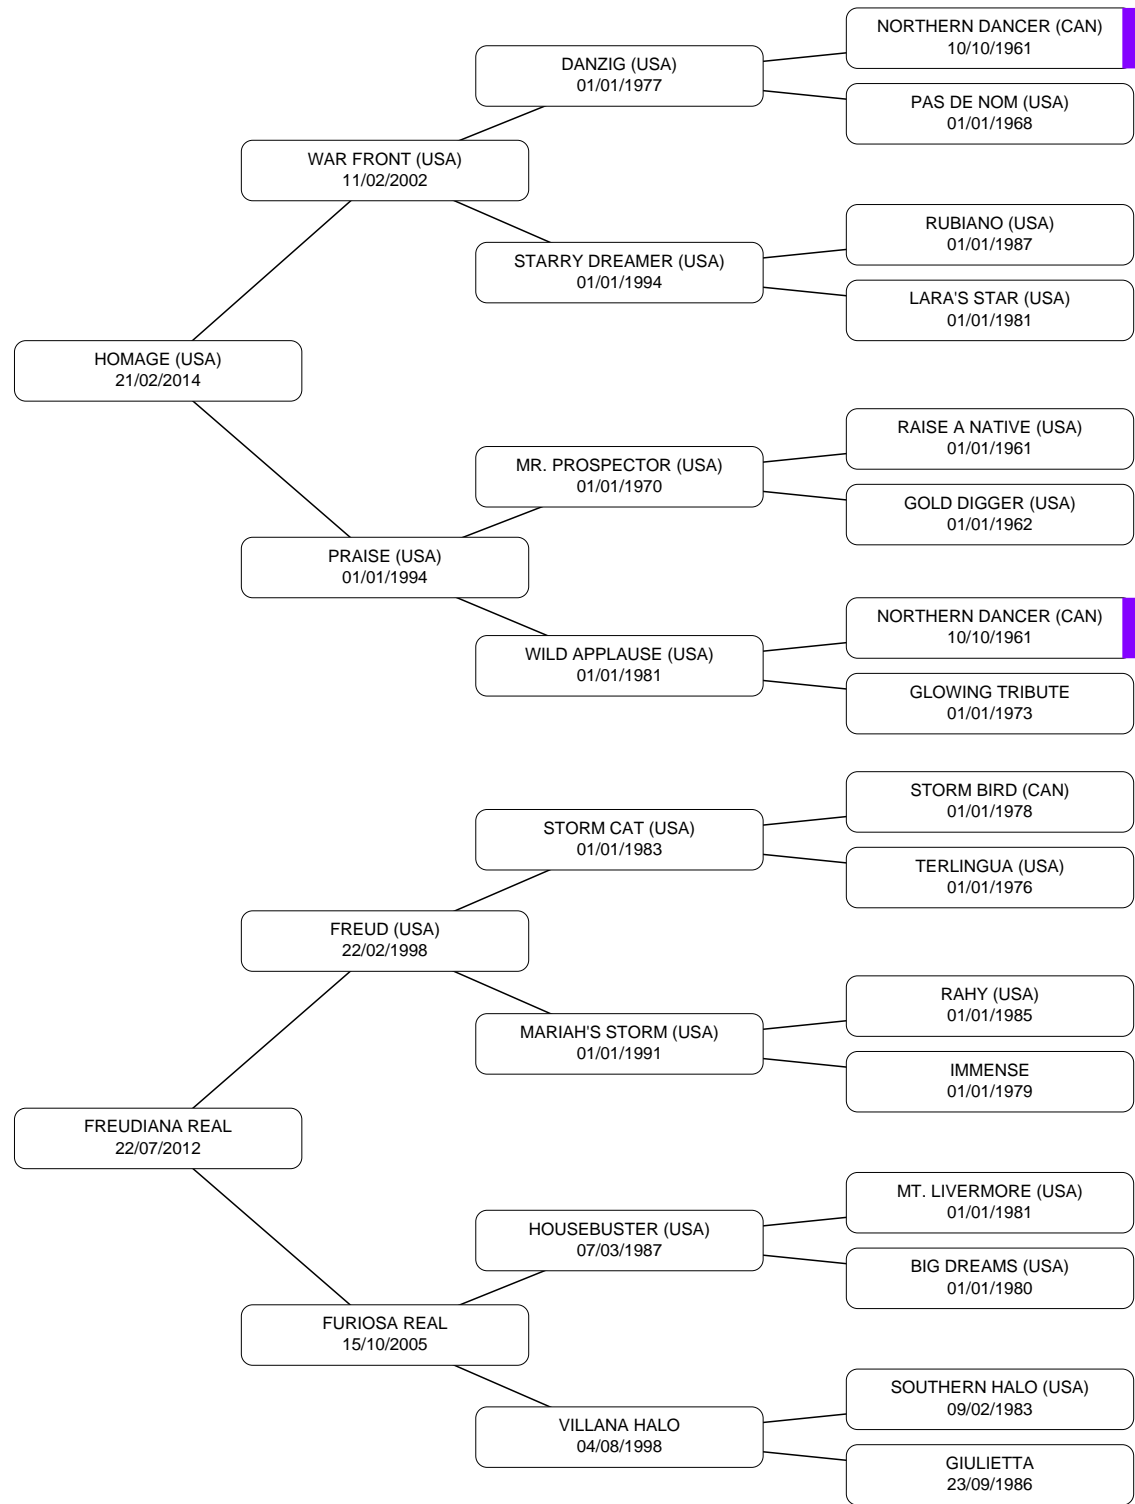 NORTHERN DANCER (CAN)
10/10/1961
DANZIG (USA)
01/01/1977
PAS DE NOM (USA)
01/01/1968
WAR FRONT (USA)
11/02/2002
RUBIANO (USA)
01/01/1987
STARRY DREAMER (USA)
01/01/1994
LARA'S STAR (USA)
01/01/1981
HOMAGE (USA)
21/02/2014
RAISE A NATIVE (USA)
01/01/1961
MR. PROSPECTOR (USA)
01/01/1970
GOLD DIGGER (USA)
01/01/1962
PRAISE (USA)
01/01/1994
NORTHERN DANCER (CAN)
10/10/1961
WILD APPLAUSE (USA)
01/01/1981
GLOWING TRIBUTE
01/01/1973
STORM BIRD (CAN)
01/01/1978
STORM CAT (USA)
01/01/1983
TERLINGUA (USA)
01/01/1976
FREUD (USA)
22/02/1998
RAHY (USA)
01/01/1985
MARIAH'S STORM (USA)
01/01/1991
IMMENSE
01/01/1979
FREUDIANA REAL
22/07/2012
MT. LIVERMORE (USA)
01/01/1981
HOUSEBUSTER (USA)
07/03/1987
BIG DREAMS (USA)
01/01/1980
FURIOSA REAL
15/10/2005
SOUTHERN HALO (USA)
09/02/1983
VILLANA HALO
04/08/1998
GIULIETTA
23/09/1986